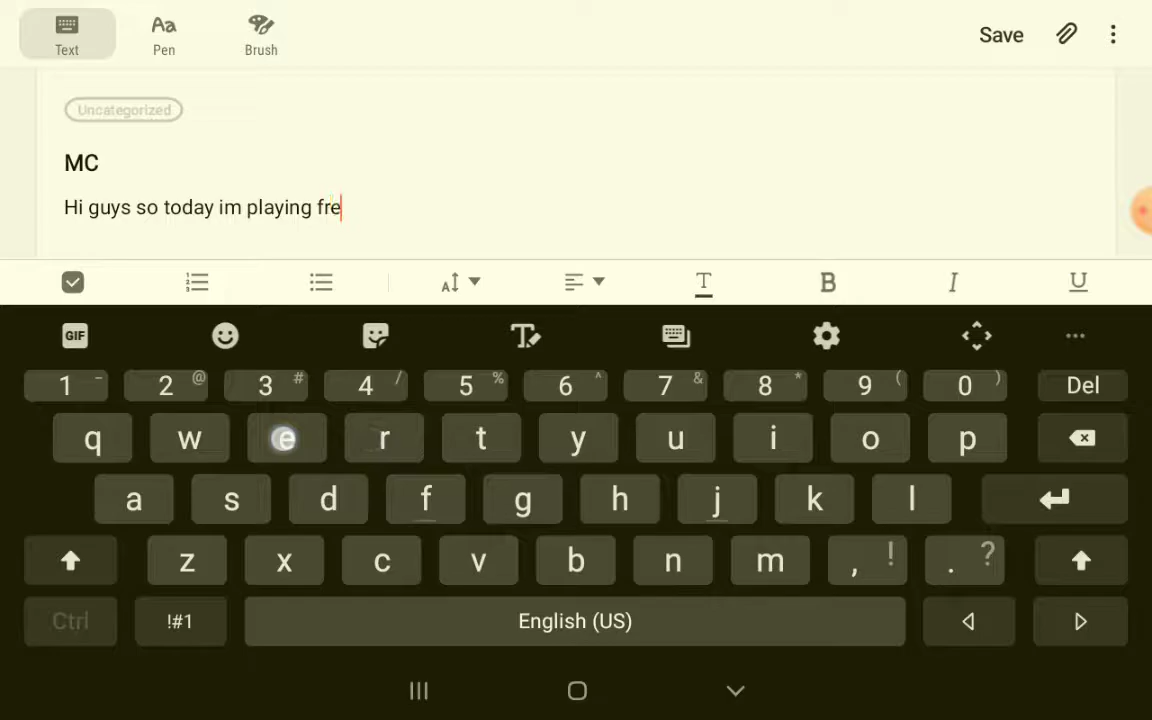 Text Aa Pen Brush Save
Uncategorized
MC
Hi guys so today im playing fre
A T B I U
GIF T
1 - 2 @ 3 # 4 / 5 % 6 ^ 7 & 8 * 9 ( 0 ) Del
q w e r t y u i o p
a s d f g h j k l
z x c v b n m , ! . ?
Ctrl !#1 English (US)